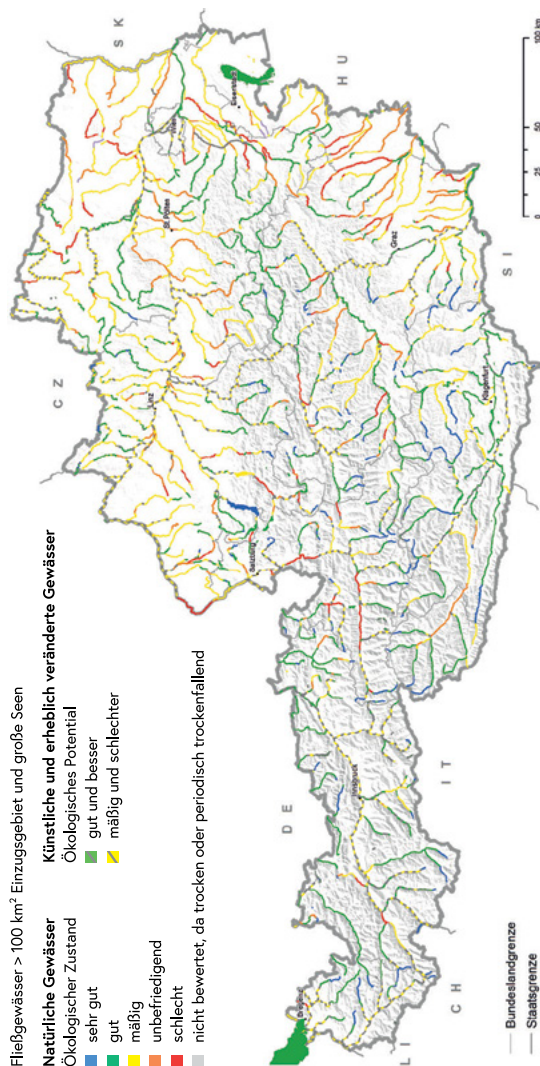 Fließgewässer > 100 km² Einzugsgebiet und große Seen
Natürliche Gewässer
Ökologischer Zustand
sehr gut
gut
mäßig
unbefriedigend
schlecht
nicht bewertet, da trocken oder periodisch trockenfallend
Künstliche und erheblich veränderte Gewässer
Ökologisches Potential
gut und besser
mäßig und schlechter
SK
CZ
HU
DE
SI
IT
CH
LI
Wien
Eisenstadt
St. Pölten
Linz
Salzburg
Graz
Klagenfurt
Innsbruck
Bregenz
0 25 50 100 km
Bundeslandgrenze
Staatsgrenze